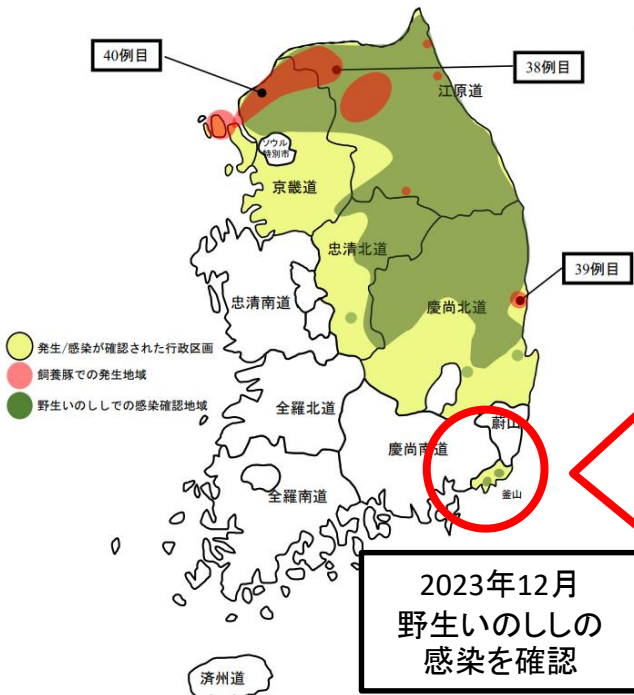 40例目
38例目
江原道
ソウル
特別市
京畿道
忠清北道
39例目
忠清南道
慶尚北道
発生/感染が確認された行政区画
飼養豚での発生地域
野生いのししでの感染確認地域
全羅北道
蔚山
慶尚南道
全羅南道
釜山
2023年12月
野生いのししの
感染を確認
済州道